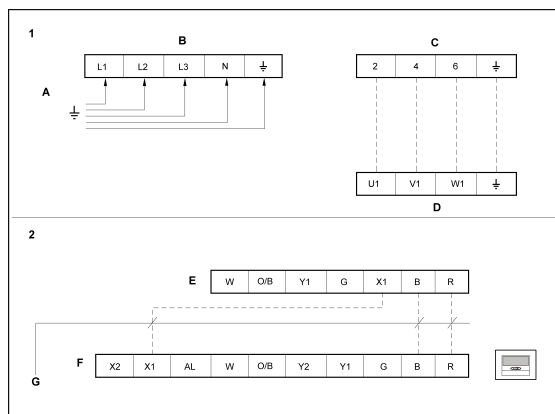 1
B
C
L1 L2 L3 N
2 4 6
A
U1 V1 W1
D
2
E W O/B Y1 G X1 B R
F X2 X1 AL W O/B Y2 Y1 G B R
G